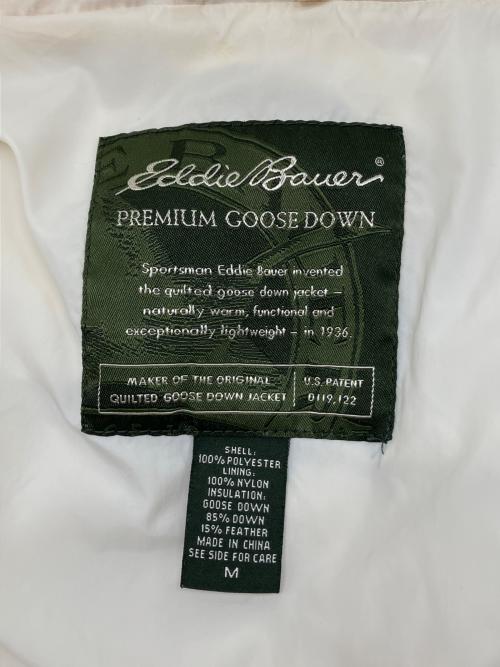 Eddie Bauer®
PREMIUM GOOSE DOWN
Sportsman Eddie Bauer invented
the quilted goose down jacket –
naturally warm, functional and
exceptionally lightweight – in 1936.
MAKER OF THE ORIGINAL
QUILTED GOOSE DOWN JACKET
U.S. PATENT
D119,122
SHELL:
100% POLYESTER
LINING:
100% NYLON
INSULATION:
GOOSE DOWN
85% DOWN
15% FEATHER
MADE IN CHINA
SEE SIDE FOR CARE
M